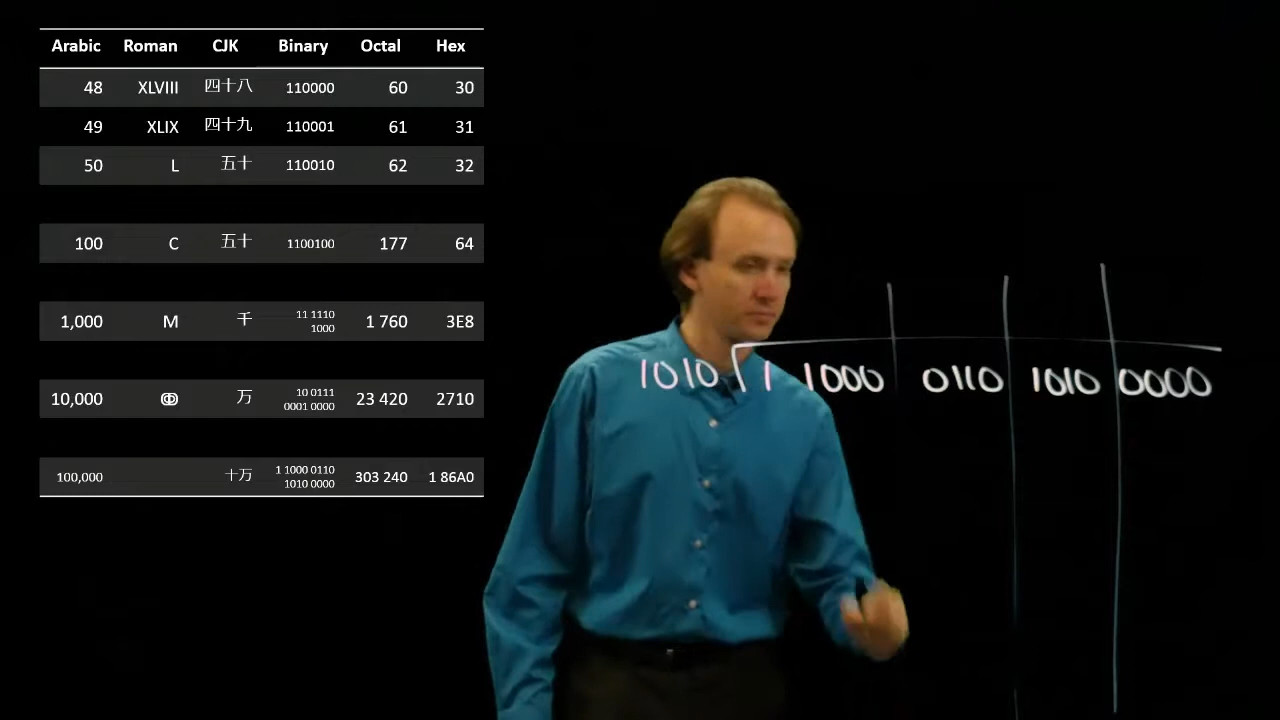 Arabic Roman CJK Binary Octal Hex
48 XLVIII 四十八 110000 60 30
49 XLIX 四十九 110001 61 31
50 L 五十 110010 62 32
100 C 五十 1100100 177 64
1,000 M 千 11 1110 1000 1 760 3E8
10,000 ↂ 万 10 0111 0001 0000 23 420 2710
100,000 十万 1 1000 0110 1010 0000 303 240 1 86A0
1010 1 1000 0110 1010 0000